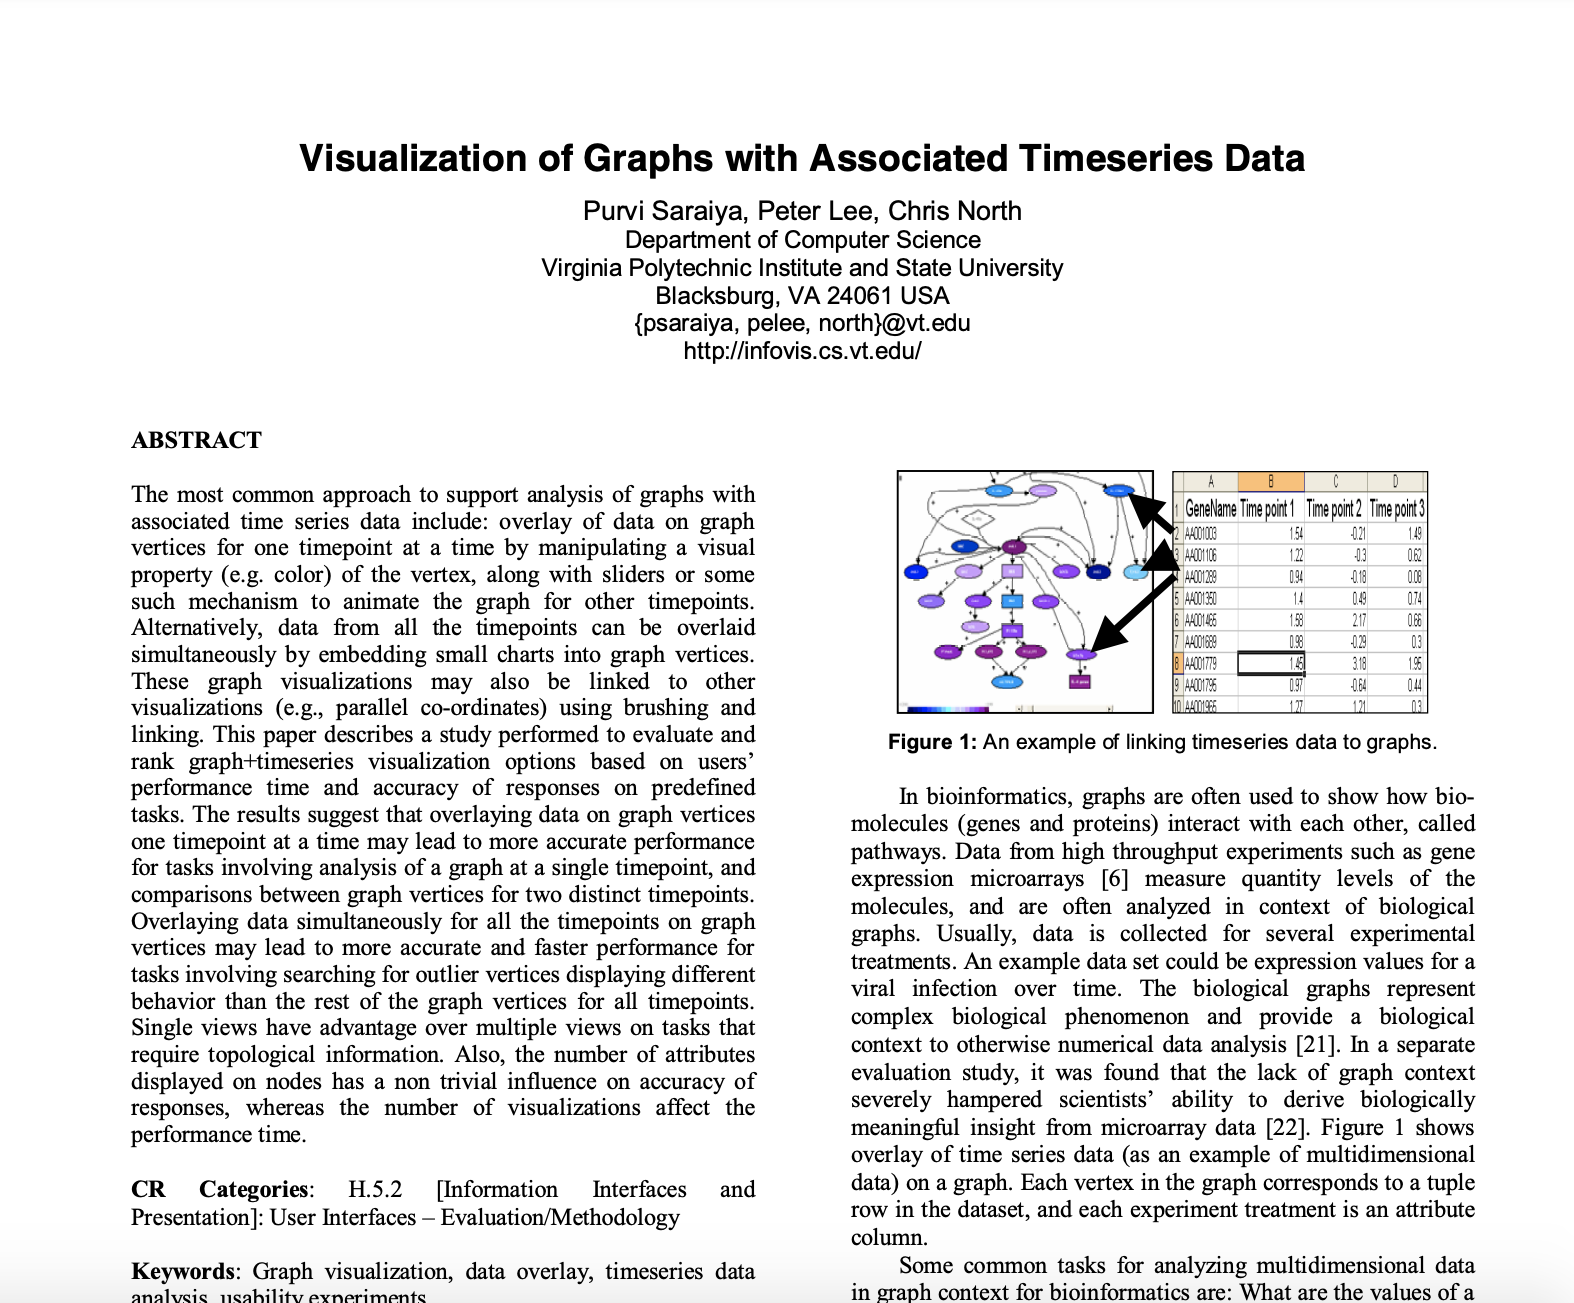 Visualization of Graphs with Associated Timeseries Data
Purvi Saraiya, Peter Lee, Chris North
Department of Computer Science
Virginia Polytechnic Institute and State University
Blacksburg, VA 24061 USA
{psaraiya, pelee, north}@vt.edu
http://infovis.cs.vt.edu/
ABSTRACT
The most common approach to support analysis of graphs with
associated time series data include: overlay of data on graph
vertices for one timepoint at a time by manipulating a visual
property (e.g. color) of the vertex, along with sliders or some
such mechanism to animate the graph for other timepoints.
Alternatively, data from all the timepoints can be overlaid
simultaneously by embedding small charts into graph vertices.
These graph visualizations may also be linked to other
visualizations (e.g., parallel co-ordinates) using brushing and
linking. This paper describes a study performed to evaluate and
rank graph+timeseries visualization options based on users’
performance time and accuracy of responses on predefined
tasks. The results suggest that overlaying data on graph vertices
one timepoint at a time may lead to more accurate performance
for tasks involving analysis of a graph at a single timepoint, and
comparisons between graph vertices for two distinct timepoints.
Overlaying data simultaneously for all the timepoints on graph
vertices may lead to more accurate and faster performance for
tasks involving searching for outlier vertices displaying different
behavior than the rest of the graph vertices for all timepoints.
Single views have advantage over multiple views on tasks that
require topological information. Also, the number of attributes
displayed on nodes has a non trivial influence on accuracy of
responses, whereas the number of visualizations affect the
performance time.
CR Categories: H.5.2 [Information Interfaces and
Presentation]: User Interfaces – Evaluation/Methodology
Keywords: Graph visualization, data overlay, timeseries data
analysis, usability experiments
A B C D
1 GeneName Time point 1 Time point 2 Time point 3
2 AA001003 1.54 -0.21 1.49
3 AA001106 1.22 -0.3 0.62
AA001289 0.94 -0.18 0.08
5 AA001350 1.4 0.49 0.74
6 AA001465 1.58 2.17 0.66
7 AA001689 0.98 -0.29 0.3
8 AA001779 1.45 3.18 1.95
9 AA001795 0.97 -0.64 0.44
10 AA001965 1.27 1.21 0.3
Figure 1: An example of linking timeseries data to graphs.
In bioinformatics, graphs are often used to show how bio-
molecules (genes and proteins) interact with each other, called
pathways. Data from high throughput experiments such as gene
expression microarrays [6] measure quantity levels of the
molecules, and are often analyzed in context of biological
graphs. Usually, data is collected for several experimental
treatments. An example data set could be expression values for a
viral infection over time. The biological graphs represent
complex biological phenomenon and provide a biological
context to otherwise numerical data analysis [21]. In a separate
evaluation study, it was found that the lack of graph context
severely hampered scientists’ ability to derive biologically
meaningful insight from microarray data [22]. Figure 1 shows
overlay of time series data (as an example of multidimensional
data) on a graph. Each vertex in the graph corresponds to a tuple
row in the dataset, and each experiment treatment is an attribute
column.
Some common tasks for analyzing multidimensional data
in graph context for bioinformatics are: What are the values of a